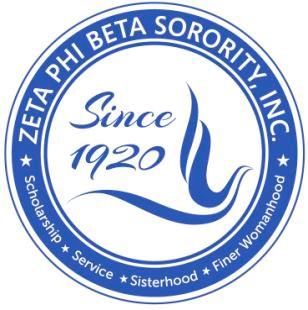 ZETA PHI BETA SORORITY, INC.
Since
1920
★ Scholarship ★ Service ★ Sisterhood ★ Finer Womanhood ★